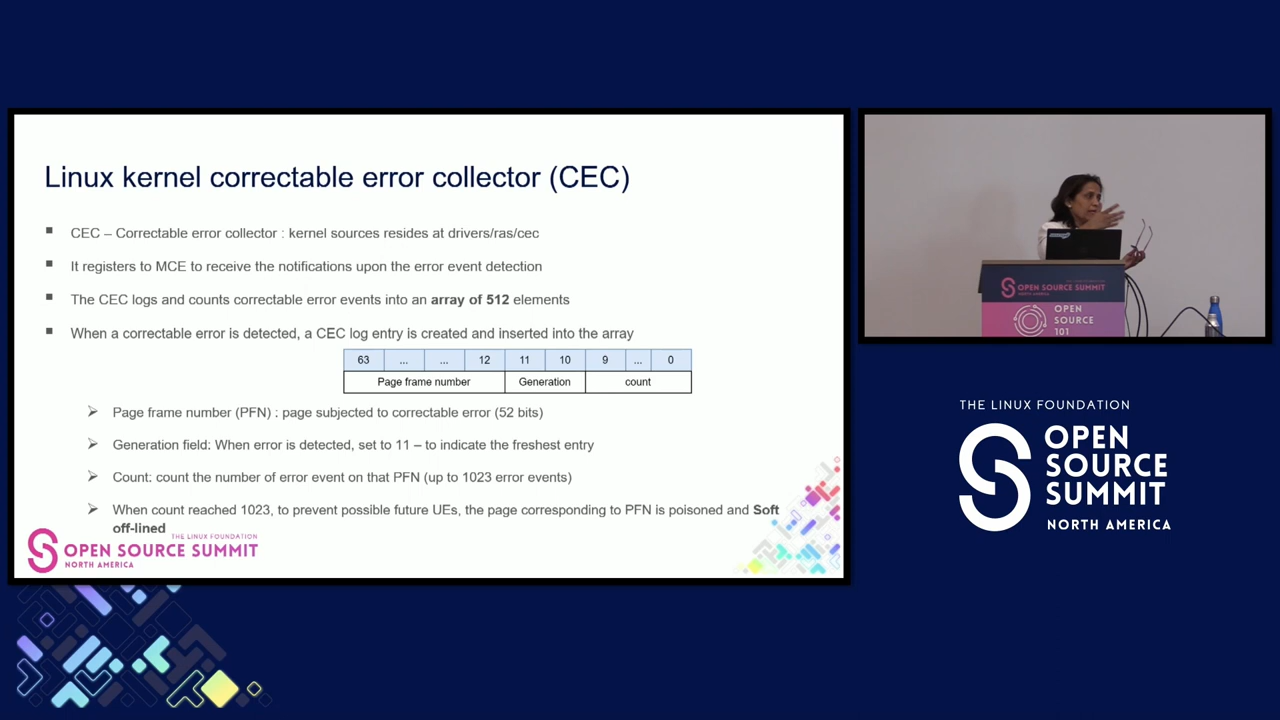 Linux kernel correctable error collector (CEC)
CEC – Correctable error collector : kernel sources resides at drivers/ras/cec
It registers to MCE to receive the notifications upon the error event detection
The CEC logs and counts correctable error events into an array of 512 elements
When a correctable error is detected, a CEC log entry is created and inserted into the array
63 ... ... 12 11 10 9 ... 0
Page frame number Generation count
Page frame number (PFN) : page subjected to correctable error (52 bits)
Generation field: When error is detected, set to 11 – to indicate the freshest entry
Count: count the number of error event on that PFN (up to 1023 error events)
When count reached 1023, to prevent possible future UEs, the page corresponding to PFN is poisoned and Soft
off-lined
THE LINUX FOUNDATION
OPEN SOURCE SUMMIT
NORTH AMERICA
OPEN SOURCE SUMMIT
OPEN
SOURCE
101
THE LINUX FOUNDATION
OPEN
SOURCE
SUMMIT
NORTH AMERICA